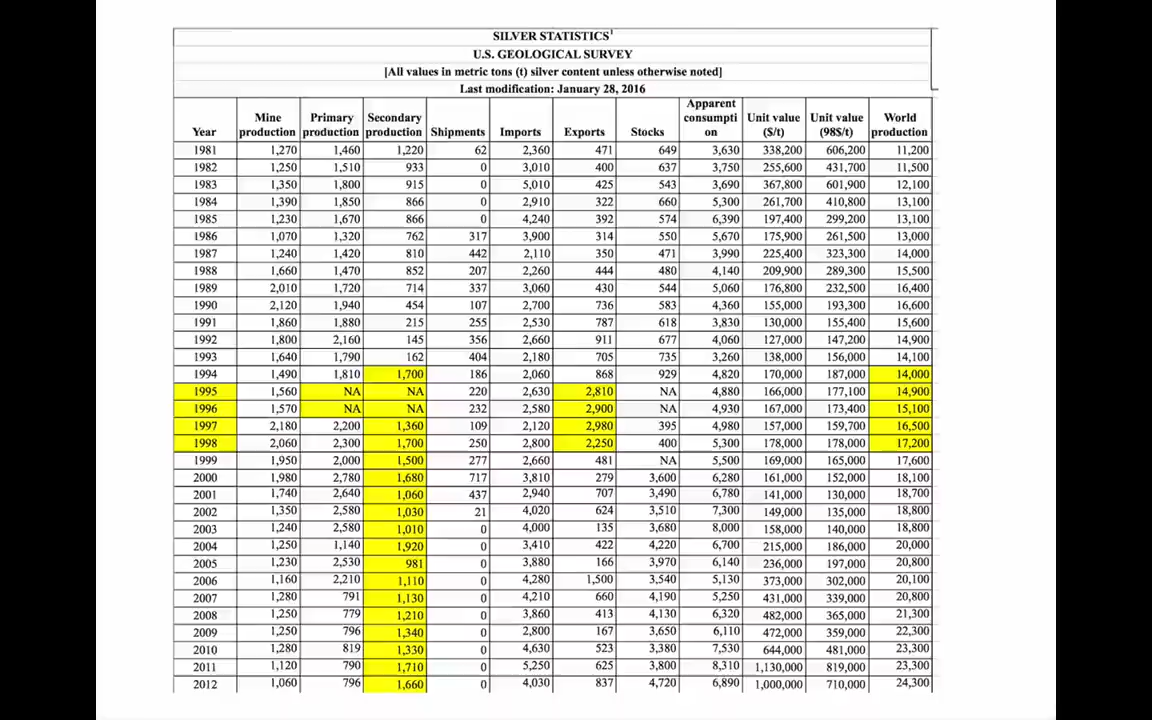 SILVER STATISTICS¹
U.S. GEOLOGICAL SURVEY
[All values in metric tons (t) silver content unless otherwise noted]
Last modification: January 28, 2016
Year Mine production Primary production Secondary production Shipments Imports Exports Stocks Apparent consumpti on Unit value ($/t) Unit value (98$/t) World production
1981 1,270 1,460 1,220 62 2,360 471 649 3,630 338,200 606,200 11,200
1982 1,250 1,510 933 0 3,010 400 637 3,750 255,600 431,700 11,500
1983 1,350 1,800 915 0 5,010 425 543 3,690 367,800 601,900 12,100
1984 1,390 1,850 866 0 2,910 322 660 5,300 261,700 410,800 13,100
1985 1,230 1,670 866 0 4,240 392 574 6,390 197,400 299,200 13,100
1986 1,070 1,320 762 317 3,900 314 550 5,670 175,900 261,500 13,000
1987 1,240 1,420 810 442 2,110 350 471 3,990 225,400 323,300 14,000
1988 1,660 1,470 852 207 2,260 444 480 4,140 209,900 289,300 15,500
1989 2,010 1,720 714 337 3,060 430 544 5,060 176,800 232,500 16,400
1990 2,120 1,940 454 107 2,700 736 583 4,360 155,000 193,300 16,600
1991 1,860 1,880 215 255 2,530 787 618 3,830 130,000 155,400 15,600
1992 1,800 2,160 145 356 2,660 911 677 4,060 127,000 147,200 14,900
1993 1,640 1,790 162 404 2,180 705 735 3,260 138,000 156,000 14,100
1994 1,490 1,810 1,700 186 2,060 868 929 4,820 170,000 187,000 14,000
1995 1,560 NA NA 220 2,630 2,810 NA 4,880 166,000 177,100 14,900
1996 1,570 NA NA 232 2,580 2,900 NA 4,930 167,000 173,400 15,100
1997 2,180 2,200 1,360 109 2,120 2,980 395 4,980 157,000 159,700 16,500
1998 2,060 2,300 1,700 250 2,800 2,250 400 5,300 178,000 178,000 17,200
1999 1,950 2,000 1,500 277 2,660 481 NA 5,500 169,000 165,000 17,600
2000 1,980 2,780 1,680 717 3,810 279 3,600 6,280 161,000 152,000 18,100
2001 1,740 2,640 1,060 437 2,940 707 3,490 6,780 141,000 130,000 18,700
2002 1,350 2,580 1,030 21 4,020 624 3,510 7,300 149,000 135,000 18,800
2003 1,240 2,580 1,010 0 4,000 135 3,680 8,000 158,000 140,000 18,800
2004 1,250 1,140 1,920 0 3,410 422 4,220 6,700 215,000 186,000 20,000
2005 1,230 2,530 981 0 3,880 166 3,970 6,140 236,000 197,000 20,800
2006 1,160 2,210 1,110 0 4,280 1,500 3,540 5,130 373,000 302,000 20,100
2007 1,280 791 1,130 0 4,210 660 4,190 5,250 431,000 339,000 20,800
2008 1,250 779 1,210 0 3,860 413 4,130 6,320 482,000 365,000 21,300
2009 1,250 796 1,340 0 2,800 167 3,650 6,110 472,000 359,000 22,300
2010 1,280 819 1,330 0 4,630 523 3,380 7,530 644,000 481,000 23,300
2011 1,120 790 1,710 0 5,250 625 3,800 8,310 1,130,000 819,000 23,300
2012 1,060 796 1,660 0 4,030 837 4,720 6,890 1,000,000 710,000 24,300